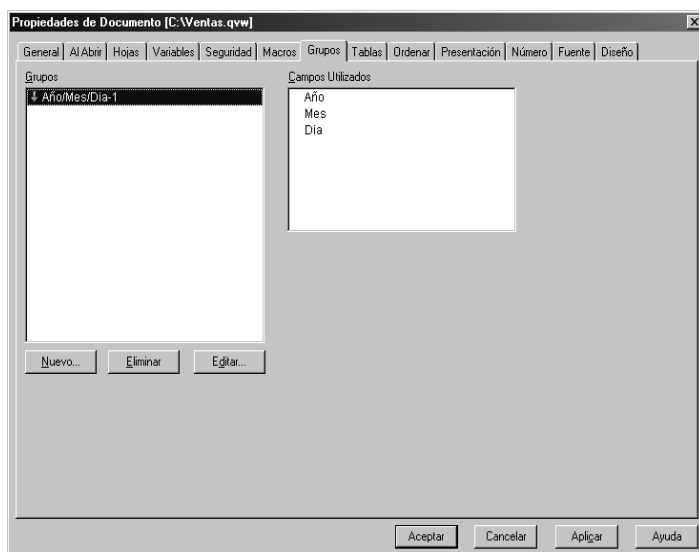 Propiedades de Documento [C:\Ventas.qvw]
General Al Abrir Hojas Variables Seguridad Macros Grupos Tablas Ordenar Presentación Número Fuente Diseño
Grupos Campos Utilizados
Año/Mes/Dia-1 Año
Mes
Dia
Nuevo... Eliminar Editar...
Aceptar Cancelar Aplicar Ayuda